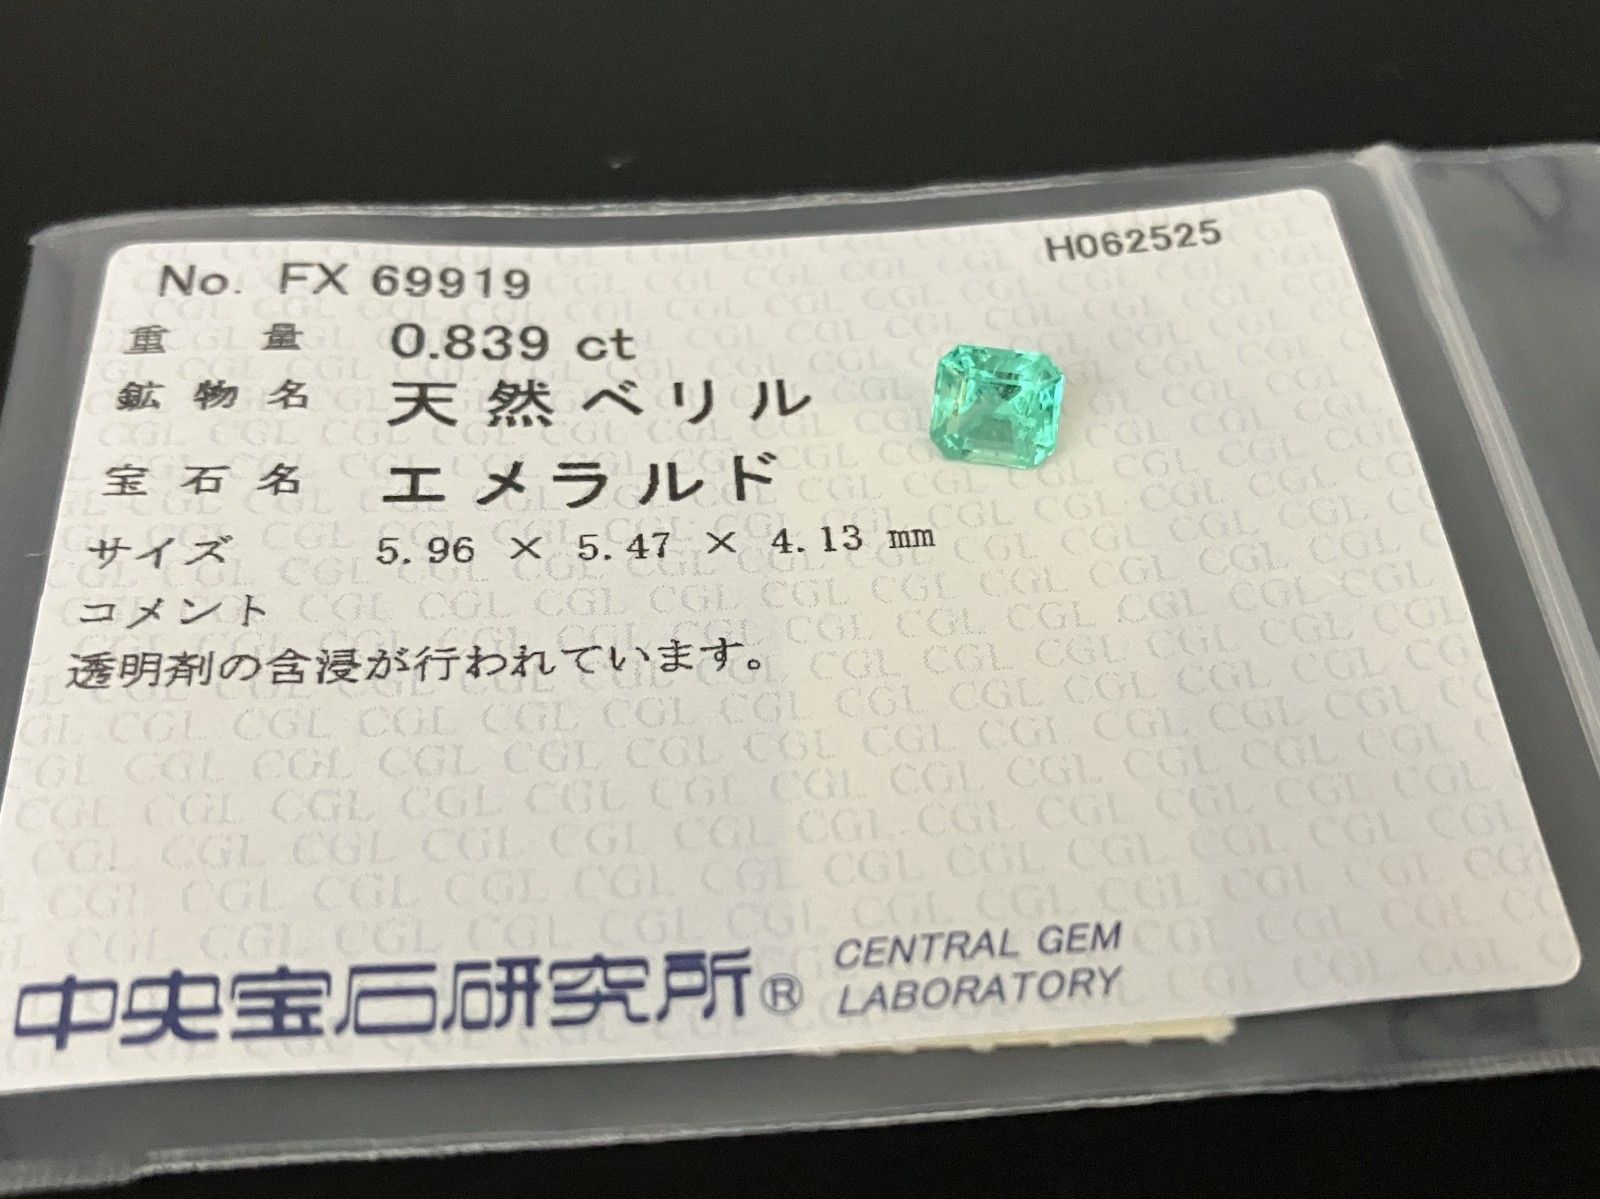 No. FX 69919
H062525
重量 0.839 ct
鉱物名 天然ベリル
宝石名 エメラルド
サイズ 5.96 × 5.47 × 4.13 mm
コメント
透明剤の含浸が行われています。
中央宝石研究所®
CENTRAL GEM
LABORATORY